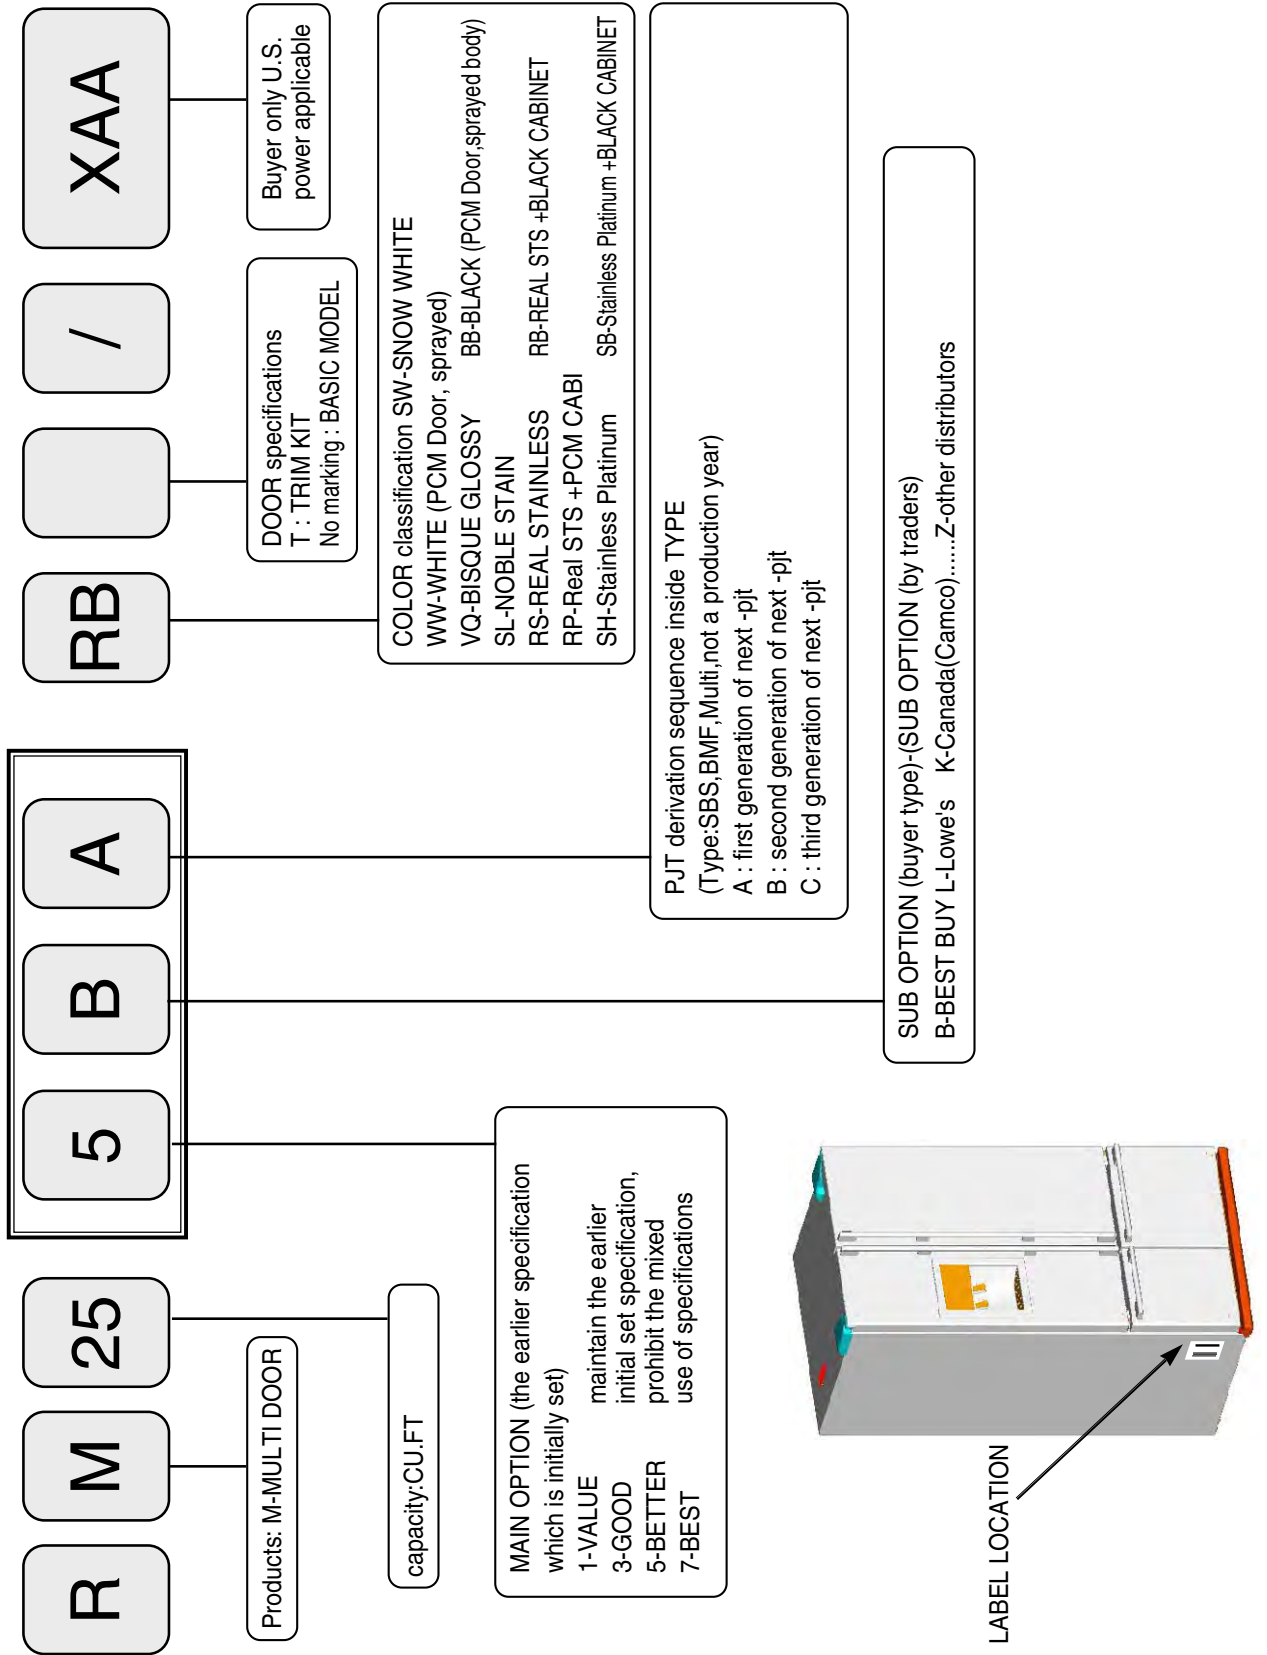 R
M
25
5
B
A
RB
/
XAA
Products: M-MULTI DOOR
capacity:CU.FT
MAIN OPTION (the earlier specification
which is initially set)
1-VALUE maintain the earlier
3-GOOD initial set specification,
5-BETTER prohibit the mixed
7-BEST use of specifications
SUB OPTION (buyer type)-(SUB OPTION (by traders)
B-BEST BUY L-Lowe's K-Canada(Camco).....Z-other distributors
PJT derivation sequence inside TYPE
(Type:SBS,BMF,Multi,not a production year)
A : first generation of next -pjt
B : second generation of next -pjt
C : third generation of next -pjt
COLOR classification SW-SNOW WHITE
WW-WHITE (PCM Door, sprayed)
VQ-BISQUE GLOSSY BB-BLACK (PCM Door,sprayed body)
SL-NOBLE STAIN
RS-REAL STAINLESS RB-REAL STS +BLACK CABINET
RP-Real STS +PCM CABI
SH-Stainless Platinum SB-Stainless Platinum +BLACK CABINET
DOOR specifications
T : TRIM KIT
No marking : BASIC MODEL
Buyer only U.S.
power applicable
LABEL LOCATION